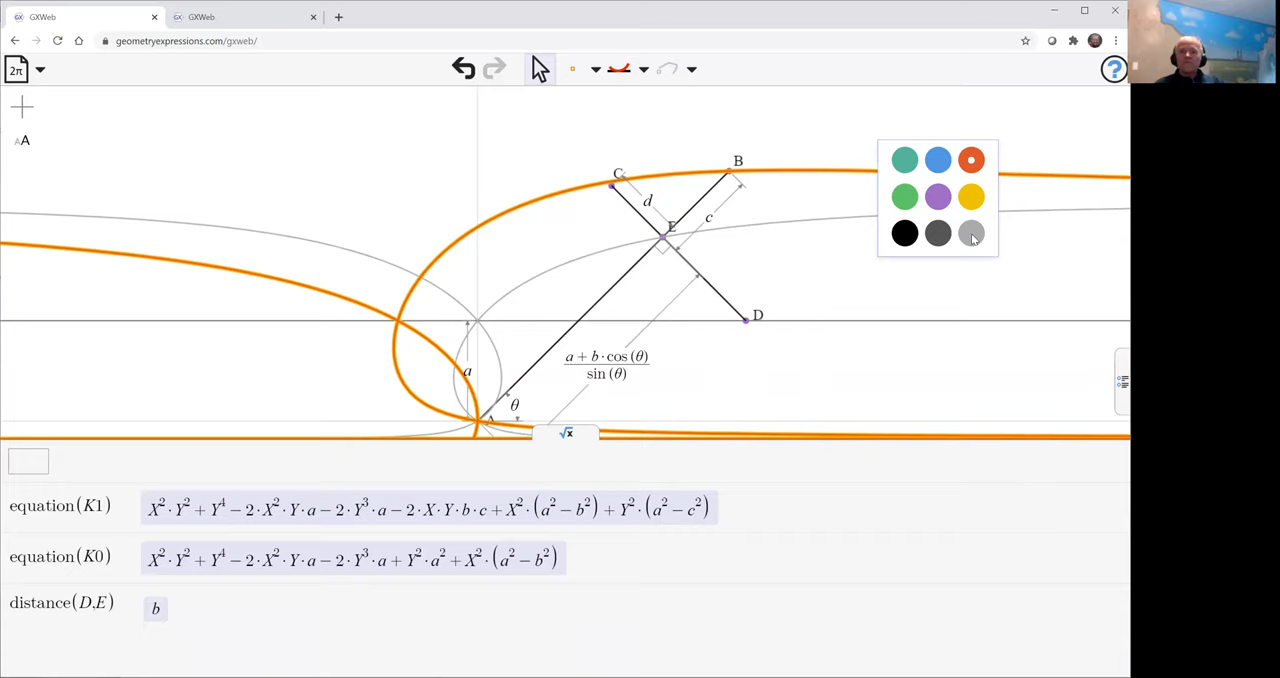 GXWeb
GXWeb
geometryexpressions.com/gxweb/
2π
?
AA
C
B
d
E
c
D
a
a + b · cos (θ)
sin (θ)
θ
A
√x
equation(K1)
X²·Y² + Y⁴ − 2·X²·Y·a − 2·Y³·a − 2·X·Y·b·c + X²·(a² − b²) + Y²·(a² − c²)
equation(K0)
X²·Y² + Y⁴ − 2·X²·Y·a − 2·Y³·a + Y²·a² + X²·(a² − b²)
distance(D,E)
b